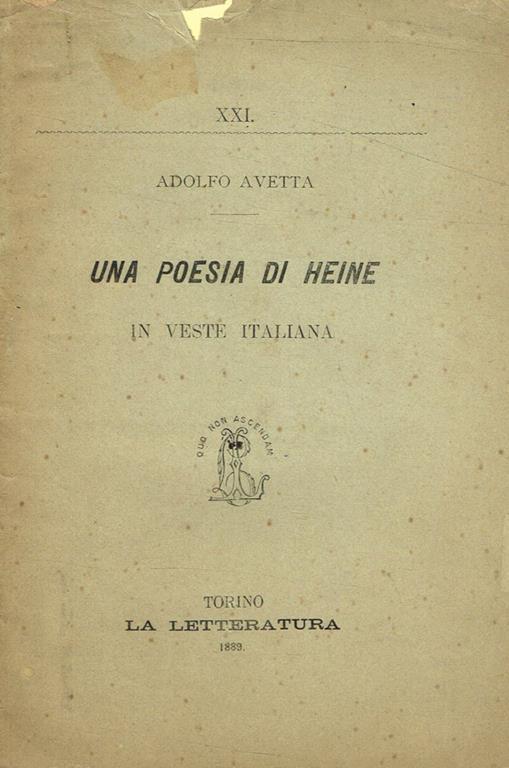 XXI.
ADOLFO AVETTA
UNA POESIA DI HEINE
IN VESTE ITALIANA
QUO NON ASCENDAM
TORINO
LA LETTERATURA
1889.